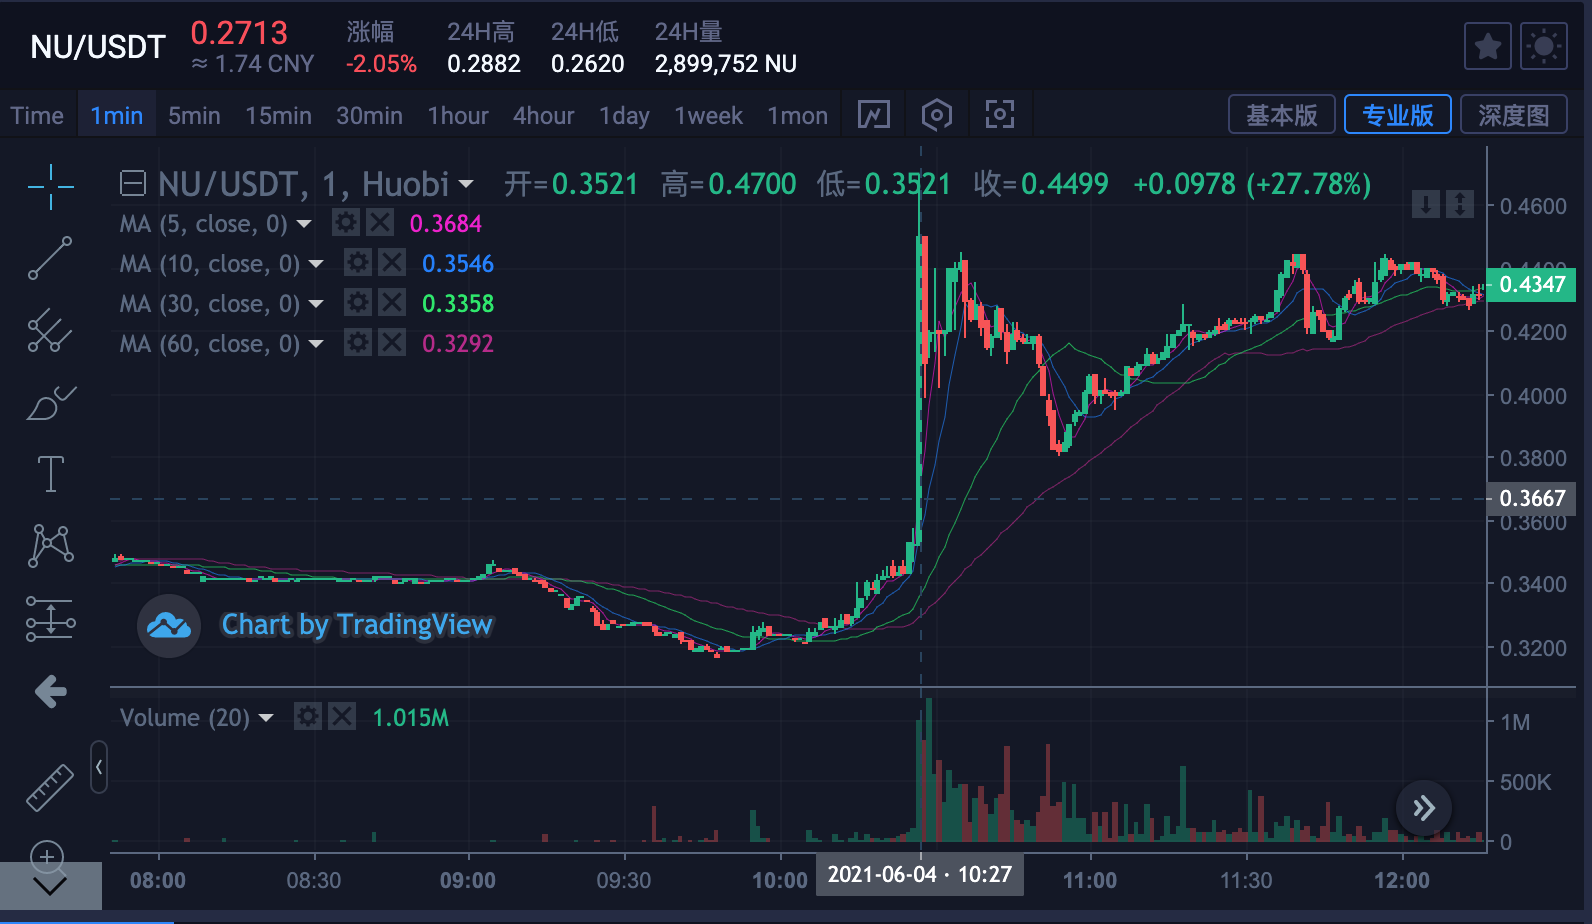 NU/USDT 0.2713 涨幅 24H高 24H低 24H量
≈ 1.74 CNY -2.05% 0.2882 0.2620 2,899,752 NU
Time 1min 5min 15min 30min 1hour 4hour 1day 1week 1mon 基本版 专业版 深度图
NU/USDT, 1, Huobi 开=0.3521 高=0.4700 低=0.3521 收=0.4499 +0.0978 (+27.78%)
MA (5, close, 0) 0.3684
MA (10, close, 0) 0.3546
MA (30, close, 0) 0.3358
MA (60, close, 0) 0.3292
0.4600
0.4400
0.4347
0.4200
0.4000
0.3800
0.3667
0.3600
0.3400
0.3200
Chart by TradingView
Volume (20) 1.015M
1M
500K
0
08:00 08:30 09:00 09:30 10:00 2021-06-04 · 10:27 11:00 11:30 12:00